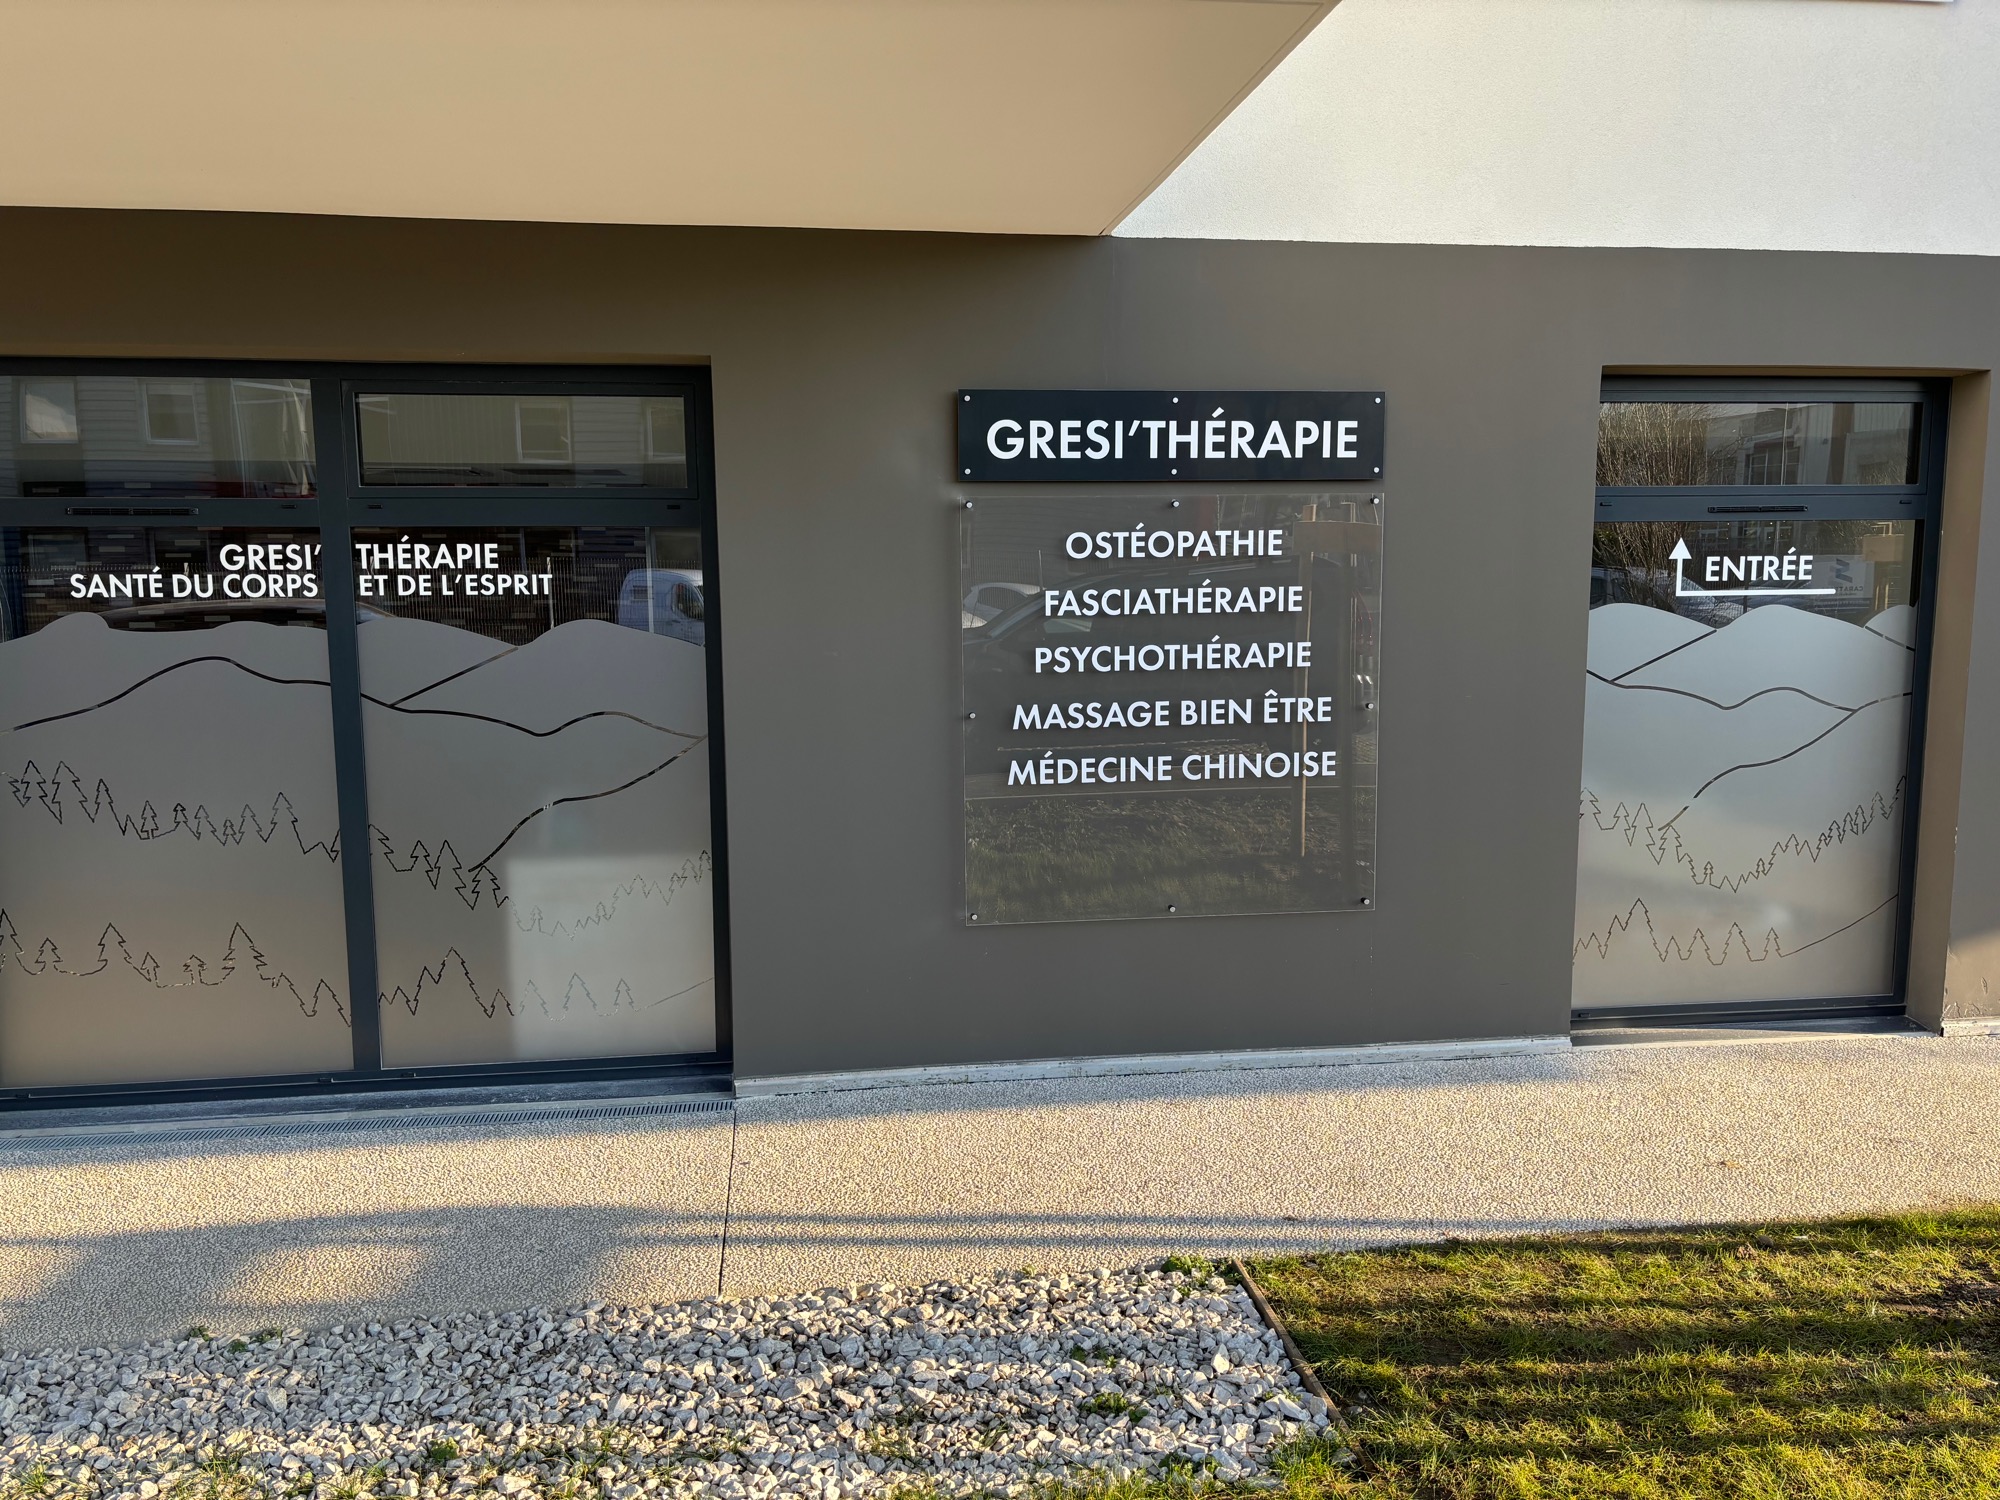 GRESI'THÉRAPIE
OSTÉOPATHIE
FASCIATHÉRAPIE
PSYCHOTHÉRAPIE
MASSAGE BIEN ÊTRE
MÉDECINE CHINOISE
GRESI' THÉRAPIE
SANTÉ DU CORPS ET DE L'ESPRIT
ENTRÉE